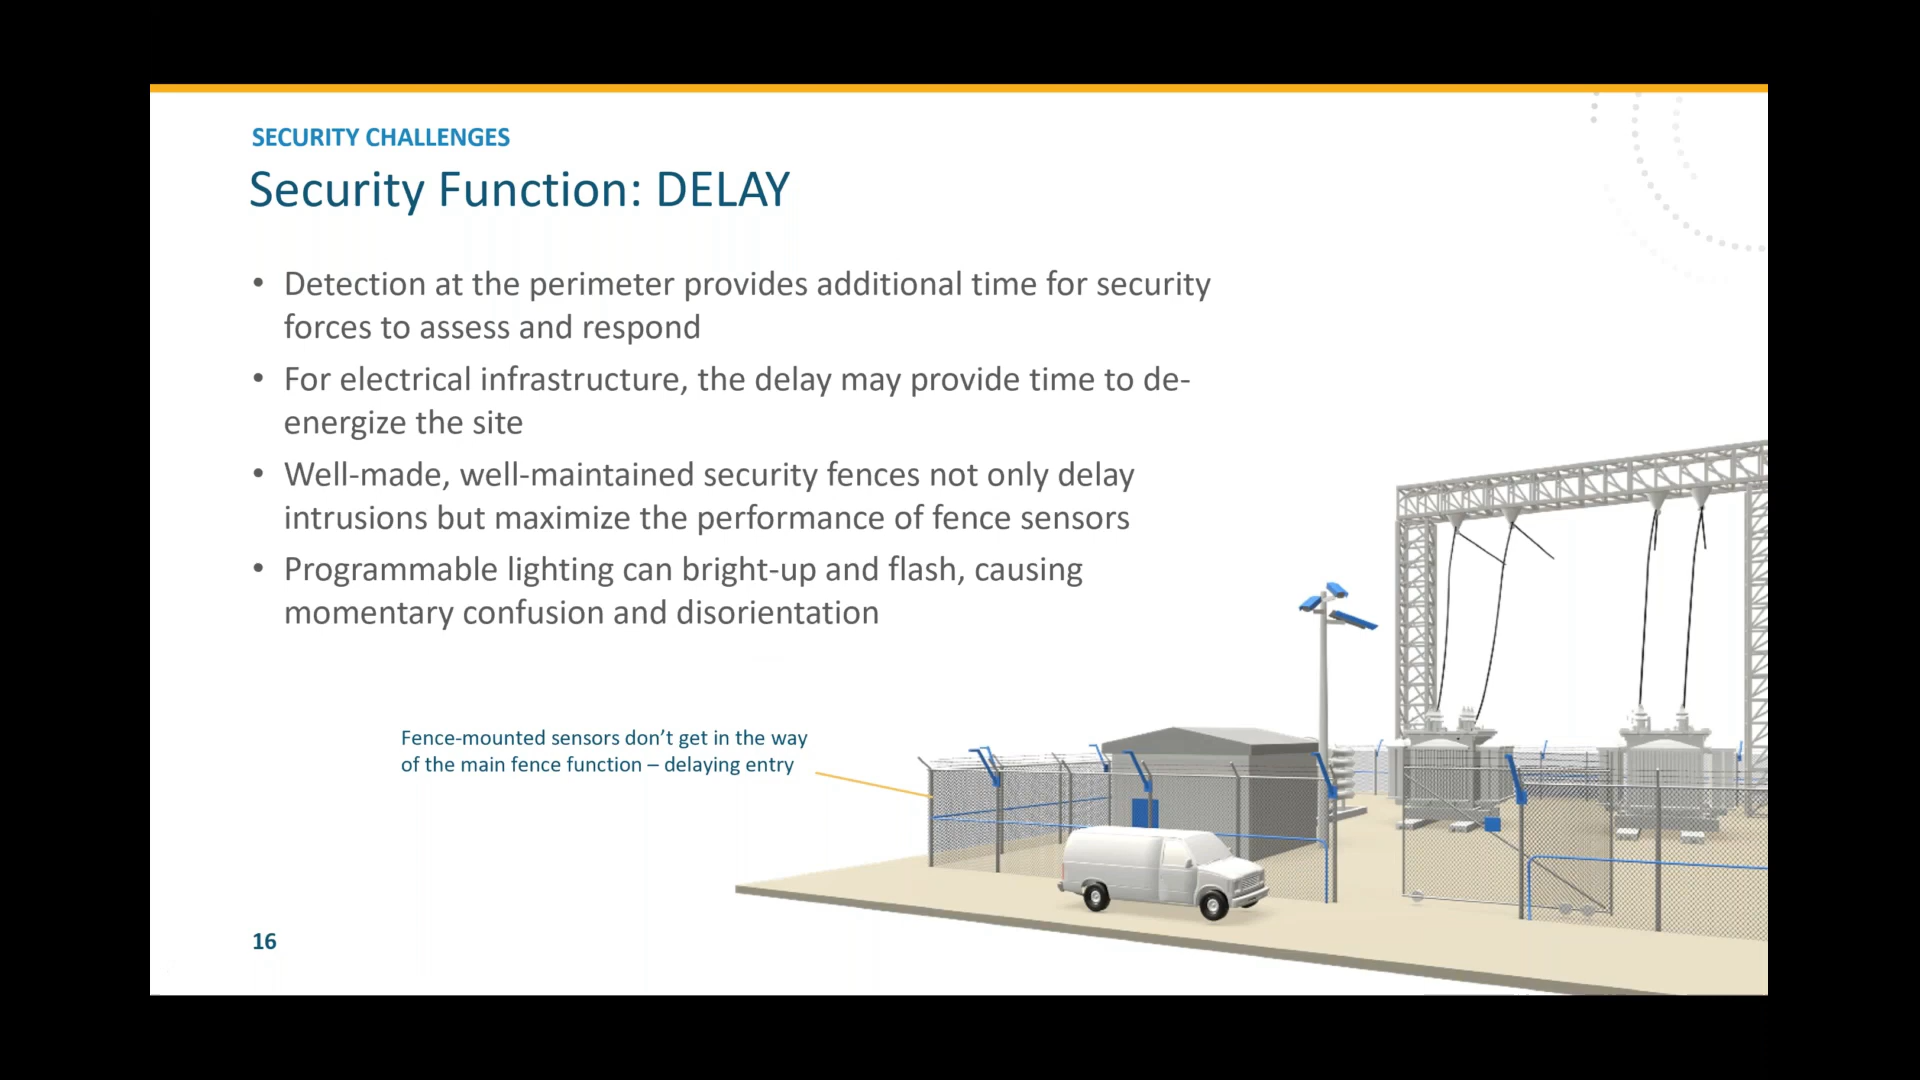 SECURITY CHALLENGES
Security Function: DELAY
• Detection at the perimeter provides additional time for security
forces to assess and respond
• For electrical infrastructure, the delay may provide time to de-
energize the site
• Well-made, well-maintained security fences not only delay
intrusions but maximize the performance of fence sensors
• Programmable lighting can bright-up and flash, causing
momentary confusion and disorientation
Fence-mounted sensors don’t get in the way
of the main fence function – delaying entry
16